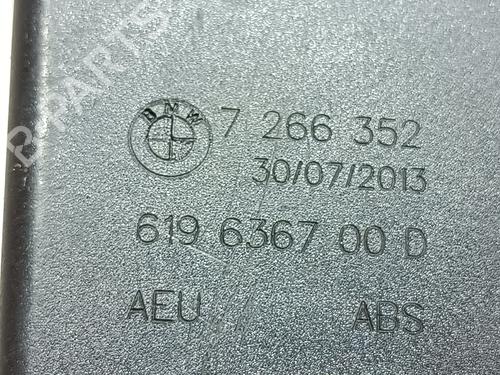 B-PARTS
BMW 7 266 352
30/07/2013
619 6367 00 D
AEU ABS